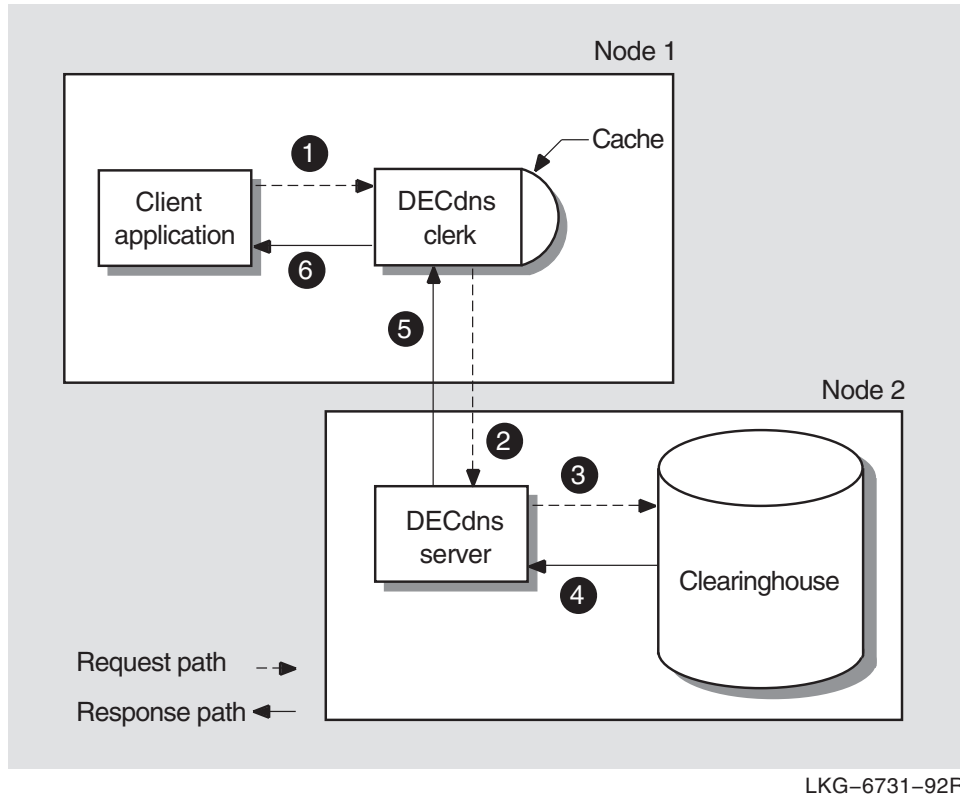 Node 1
Cache
1
Client
application
DECdns
clerk
6
5
Node 2
2
3
DECdns
server
4
Clearinghouse
Request path
Response path
LKG–6731–92R